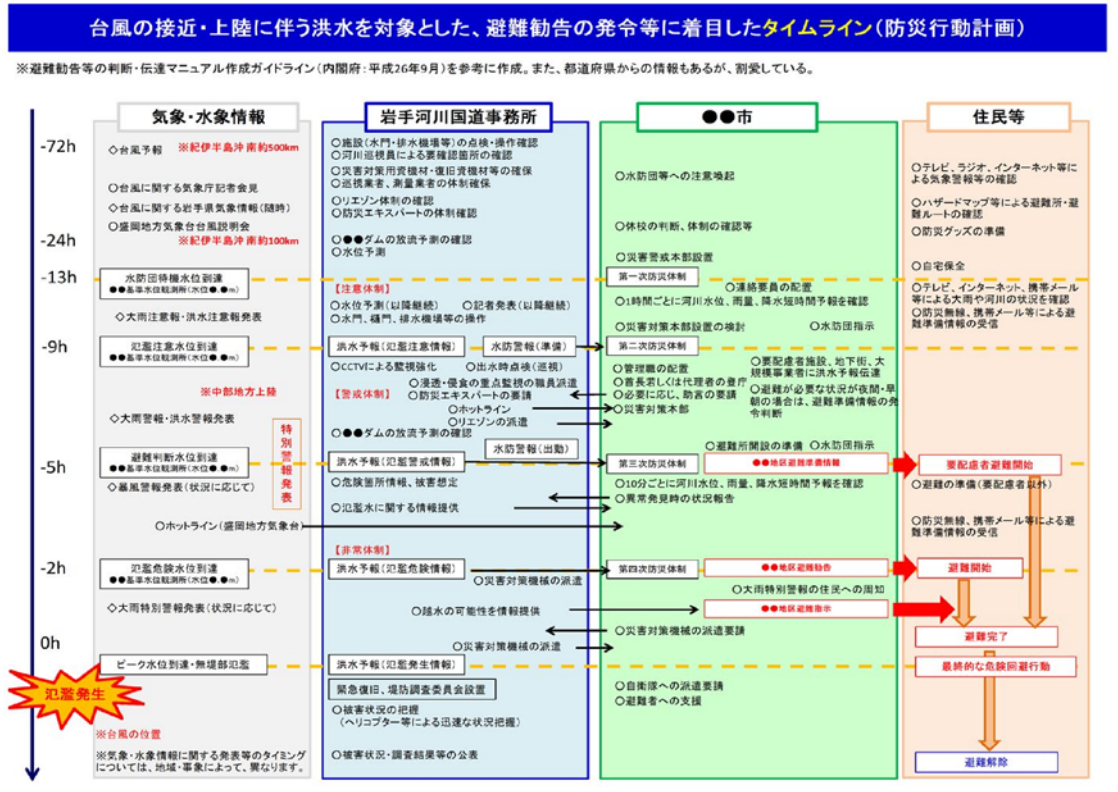 台風の接近・上陸に伴う洪水を対象とした、避難勧告の発令等に着目したタイムライン(防災行動計画)
※避難勧告等の判断・伝達マニュアル作成ガイドライン(内閣府:平成26年9月)を参考に作成。また、都道府県からの情報もあるが、割愛している。
-72h
-24h
-13h
-9h
-5h
-2h
0h
氾濫発生
気象・水象情報
◇台風予報
※紀伊半島沖 南約500km
○台風に関する気象庁記者会見
◇台風に関する岩手県気象情報(随時)
○盛岡地方気象台台風説明会
※紀伊半島沖 南約100km
水防団待機水位到達
●●基準水位観測所(水位●.●m)
◇大雨注意報・洪水注意報発表
氾濫注意水位到達
●●基準水位観測所(水位●.●m)
※中部地方上陸
◇大雨警報・洪水警報発表
特別警報発表
避難判断水位到達
●●基準水位観測所(水位●.●m)
◇暴風警報発表(状況に応じて)
○ホットライン(盛岡地方気象台)
氾濫危険水位到達
●●基準水位観測所(水位●.●m)
◇大雨特別警報発表(状況に応じて)
ピーク水位到達・無堤部氾濫
※台風の位置
※気象・水象情報に関する発表等のタイミング
については、地域・事象によって、異なります。
岩手河川国道事務所
○施設(水門・排水機場等)の点検・操作確認
○河川巡視員による要確認箇所の確認
○災害対策用資機材・復旧資機材等の確保
○巡視業者、測量業者の体制確保
○リエゾン体制の確認
○防災エキスパートの体制確認
○●●ダムの放流予測の確認
○水位予測
【注意体制】
○水位予測(以降継続)
○記者発表(以降継続)
○水門、樋門、排水機場等の操作
洪水予報(氾濫注意情報)
水防警報(準備)
○CCTVによる監視強化
○出水時点検(巡視)
○浸透・侵食の重点監視の職員派遣
【警戒体制】
○防災エキスパートの要請
○ホットライン
○リエゾンの派遣
○●●ダムの放流予測の確認
水防警報(出動)
洪水予報(氾濫警戒情報)
○危険箇所情報、被害想定
○氾濫水に関する情報提供
【非常体制】
洪水予報(氾濫危険情報)
○災害対策機械の派遣
○越水の可能性を情報提供
○災害対策機械の派遣
洪水予報(氾濫発生情報)
緊急復旧、堤防調査委員会設置
○被害状況の把握
(ヘリコプター等による迅速な状況把握)
○被害状況・調査結果等の公表
●●市
○水防団等への注意喚起
○休校の判断、体制の確認等
○災害警戒本部設置
第一次防災体制
○連絡要員の配置
○1時間ごとに河川水位、雨量、降水短時間予報を確認
○災害対策本部設置の検討
○水防団指示
第二次防災体制
○管理職の配置
○首長若しくは代理者の登庁
○必要に応じ、助言の要請
○災害対策本部
○要配慮者施設、地下街、大
規模事業者に洪水予報伝達
○避難が必要な状況が夜間・早
朝の場合は、避難準備情報の発
令判断
○避難所開設の準備
○水防団指示
第三次防災体制
●●地区避難準備情報
○10分ごとに河川水位、雨量、降水短時間予報を確認
○異常発見時の状況報告
第四次防災体制
●●地区避難勧告
○大雨特別警報の住民への周知
●●地区避難指示
○災害対策機械の派遣要請
○自衛隊への派遣要請
○避難者への支援
住民等
○テレビ、ラジオ、インターネット等に
よる気象警報等の確認
○ハザードマップ等による避難所・避
難ルートの確認
○防災グッズの準備
○自宅保全
○テレビ、インターネット、携帯メール
等による大雨や河川の状況を確認
○防災無線、携帯メール等による避
難準備情報の受信
要配慮者避難開始
○避難の準備(要配慮者以外)
○防災無線、携帯メール等による避
難準備情報の受信
避難開始
避難完了
最終的な危険回避行動
避難解除